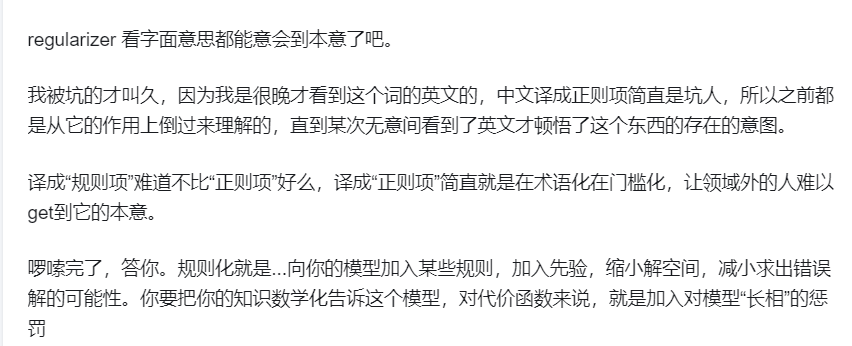 regularizer 看字面意思都能意会到本意了吧。
我被坑的才叫久，因为我是很晚才看到这个词的英文的，中文译成正则项简直是坑人，所以之前都
是从它的作用上倒过来理解的，直到某次无意间看到了英文才顿悟了这个东西的存在的意图。
译成“规则项”难道不比“正则项”好么，译成“正则项”简直就是在术语化在门槛化，让领域外的人难以
get到它的本意。
啰嗦完了，答你。规则化就是...向你的模型加入某些规则，加入先验，缩小解空间，减小求出错误
解的可能性。你要把你的知识数学化告诉这个模型，对代价函数来说，就是加入对模型“长相”的惩
罚